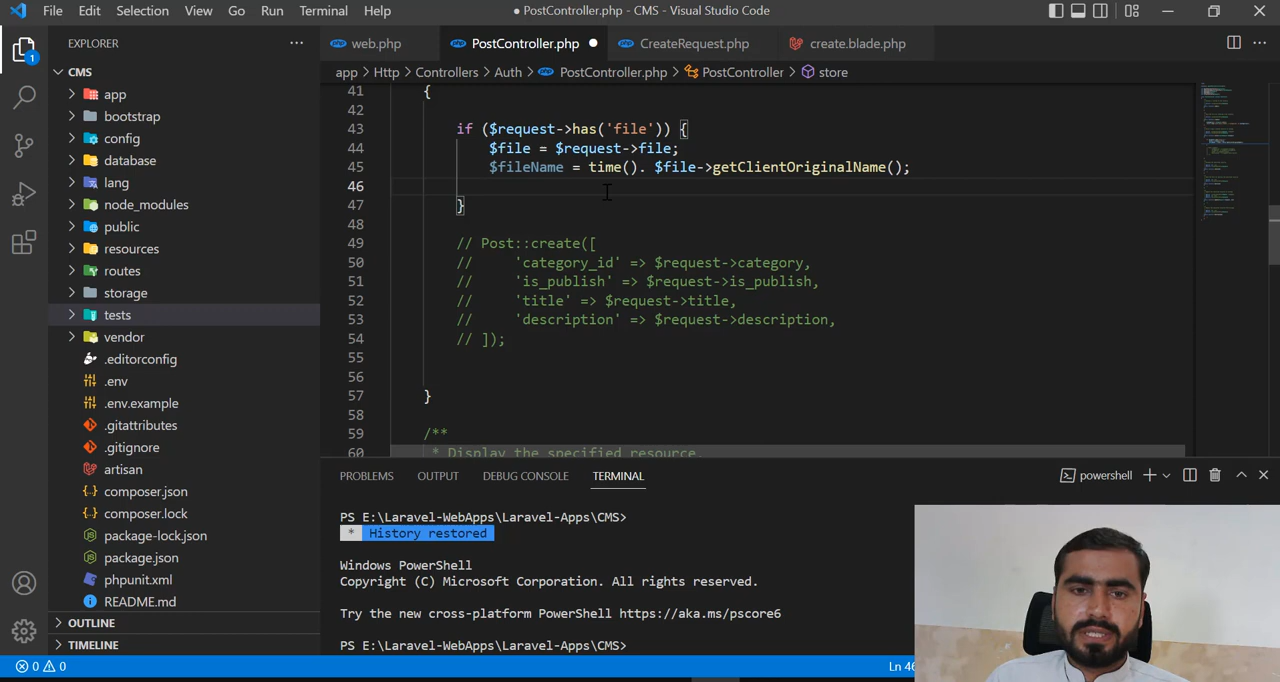 File Edit Selection View Go Run Terminal Help
● PostController.php - CMS - Visual Studio Code
EXPLORER
web.php
PostController.php
CreateRequest.php
create.blade.php
CMS
app > Http > Controllers > Auth > PostController.php > PostController > store
app
bootstrap
config
database
lang
node_modules
public
resources
routes
storage
tests
vendor
.editorconfig
.env
.env.example
.gitattributes
.gitignore
artisan
composer.json
composer.lock
package-lock.json
package.json
phpunit.xml
README.md
OUTLINE
TIMELINE
1
41 {
42
43 if ($request->has('file')) {
44 $file = $request->file;
45 $fileName = time(). $file->getClientOriginalName();
46
47 }
48
49 // Post::create([
50 // 'category_id' => $request->category,
51 // 'is_publish' => $request->is_publish,
52 // 'title' => $request->title,
53 // 'description' => $request->description,
54 // ]);
55
56
57 }
58
59 /**
60 * Display the specified resource.
PROBLEMS OUTPUT DEBUG CONSOLE TERMINAL
powershell
PS E:\Laravel-WebApps\Laravel-Apps\CMS>
* History restored
Windows PowerShell
Copyright (C) Microsoft Corporation. All rights reserved.
Try the new cross-platform PowerShell https://aka.ms/pscore6
PS E:\Laravel-WebApps\Laravel-Apps\CMS>
0 0
Ln 46